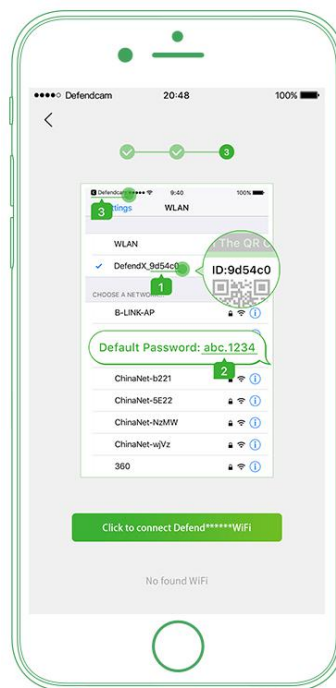 ●●●●○ Defendcam 20:48 100%
3
Defendcam ●●●●● 9:40 100%
3
ttings WLAN
WLAN
The QR C
✓ DefendX_9d54c0
ID:9d54c0
1
CHOOSE A NETWORK...
B-LINK-AP
Default Password: abc.1234
2
ChinaNet-b221
ChinaNet-5E22
ChinaNet-NzMW
ChinaNet-wjVz
360
Click to connect Defend******WiFi
No found WiFi